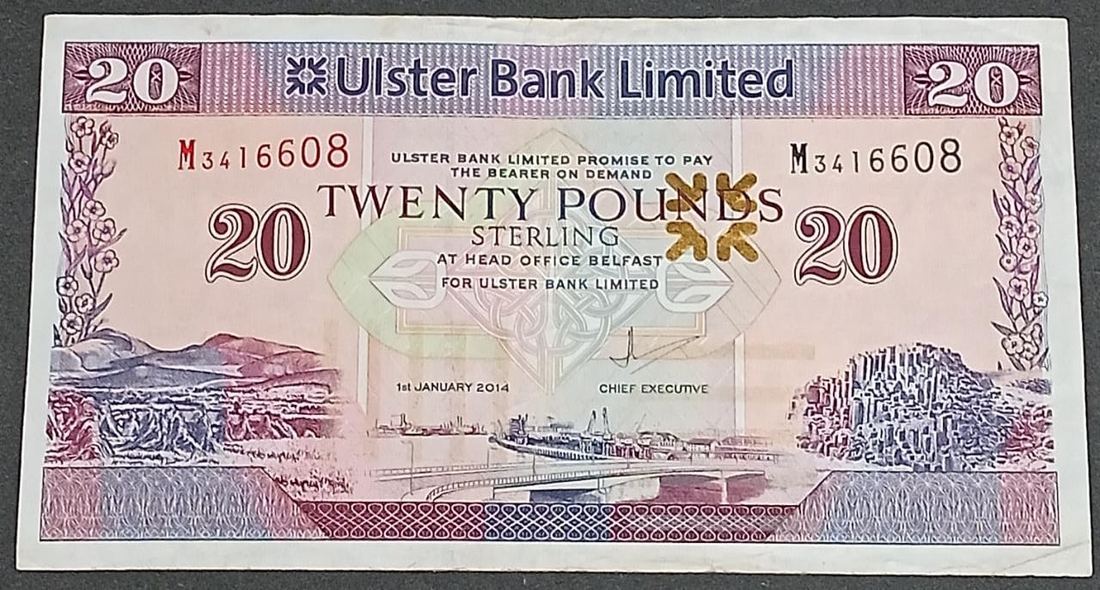 20 Ulster Bank Limited 20
M3416608 M3416608
ULSTER BANK LIMITED PROMISE TO PAY
THE BEARER ON DEMAND
TWENTY POUNDS
20 STERLING 20
AT HEAD OFFICE BELFAST
FOR ULSTER BANK LIMITED
1st JANUARY 2014 CHIEF EXECUTIVE